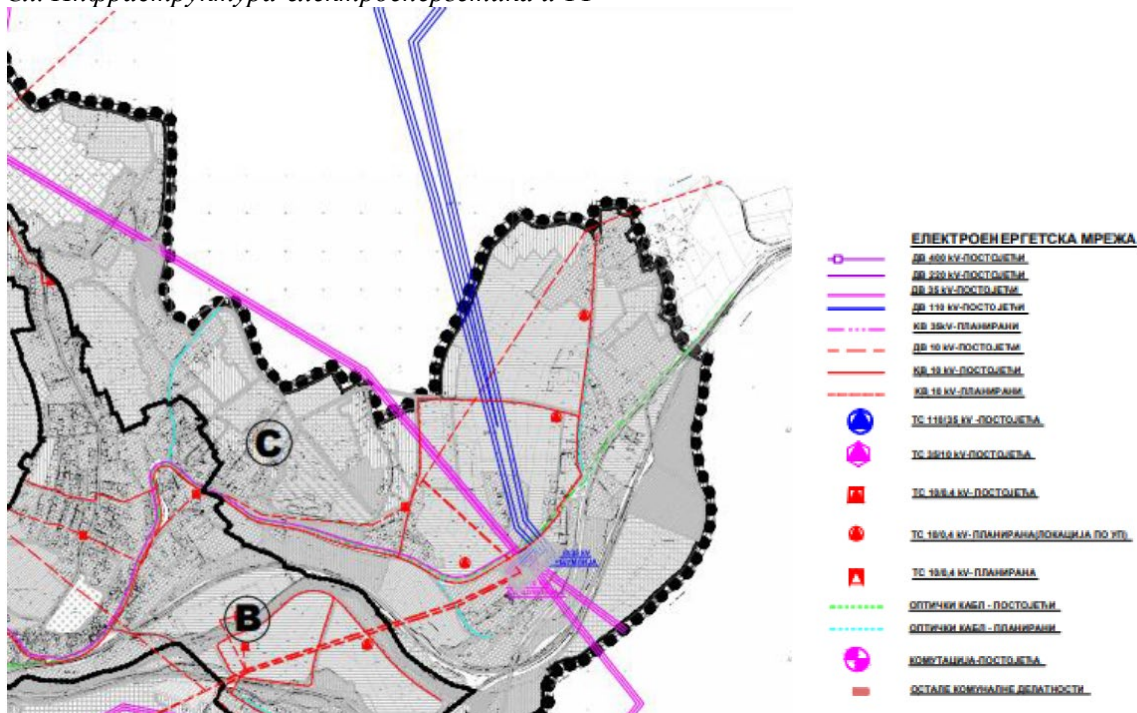 ЕЛЕКТРОЕНЕРГЕТСКА МРЕЖА
ДВ 400 kV-ПОСТОЈЕЋИ
ДВ 220 kV-ПОСТОЈЕЋИ
ДВ 35 kV-ПОСТОЈЕЋИ
ДВ 110 kV-ПОСТОЈЕЋИ
КВ 35kV-ПЛАНИРАНИ
ДВ 10 kV-ПОСТОЈЕЋИ
КВ 10 kV-ПОСТОЈЕЋИ
КВ 10 kV-ПЛАНИРАНИ
ТС 110/35 kV -ПОСТОЈЕЋА
ТС 35/10 kV-ПОСТОЈЕЋА
ТС 10/0,4 kV- ПОСТОЈЕЋА
ТС 10/0,4 kV- ПЛАНИРАНА(ЛОКАЦИЈА ПО УП)
ТС 10/0,4 kV- ПЛАНИРАНА
ОПТИЧКИ КАБЛ - ПОСТОЈЕЋИ
ОПТИЧКИ КАБЛ - ПЛАНИРАНИ
КОМУТАЦИЈА-ПОСТОЈЕЋА
ОСТАЛЕ КОМУНАЛНЕ ДЕЛАТНОСТИ
C
B